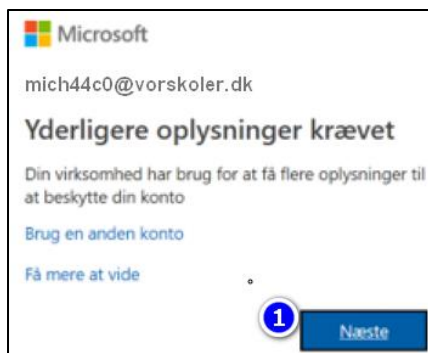 Microsoft
mich44c0@vorskoler.dk
Yderligere oplysninger krævet
Din virksomhed har brug for at få flere oplysninger til
at beskytte din konto
Brug en anden konto
Få mere at vide
1 Næste